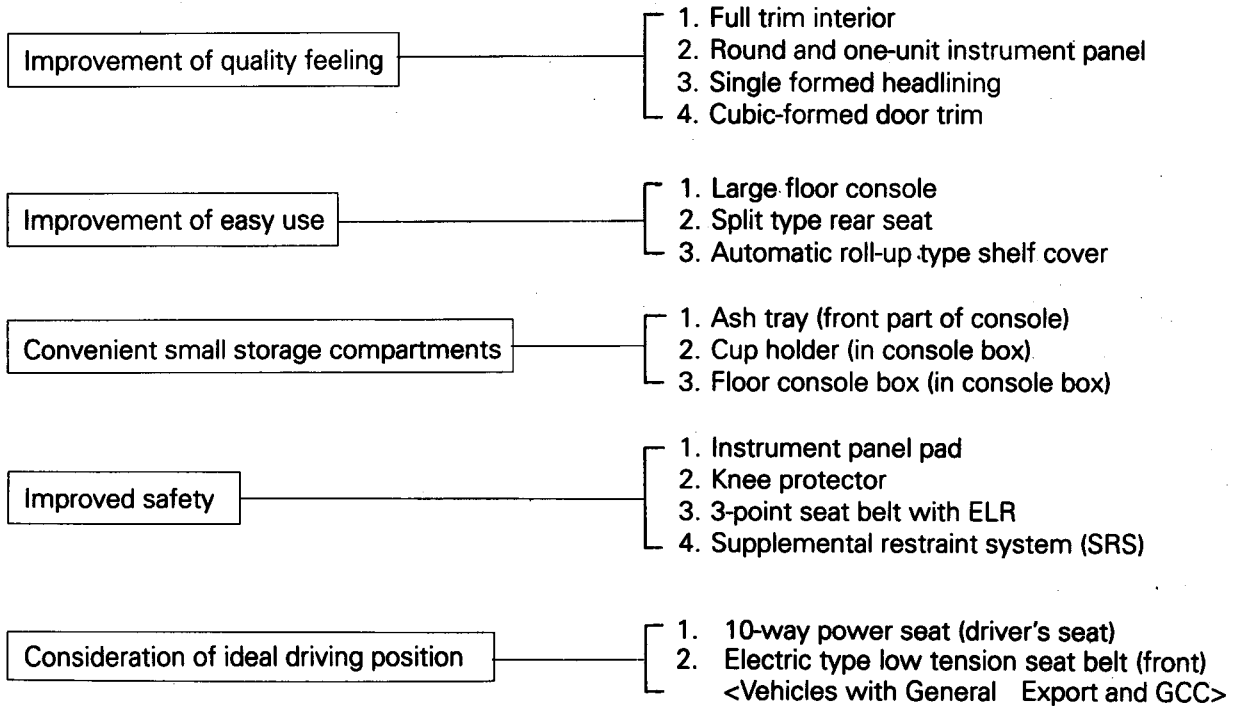 Improvement of quality feeling
1. Full trim interior
2. Round and one-unit instrument panel
3. Single formed headlining
4. Cubic-formed door trim
Improvement of easy use
1. Large floor console
2. Split type rear seat
3. Automatic roll-up type shelf cover
Convenient small storage compartments
1. Ash tray (front part of console)
2. Cup holder (in console box)
3. Floor console box (in console box)
Improved safety
1. Instrument panel pad
2. Knee protector
3. 3-point seat belt with ELR
4. Supplemental restraint system (SRS)
Consideration of ideal driving position
1. 10-way power seat (driver's seat)
2. Electric type low tension seat belt (front)
<Vehicles with General Export and GCC>